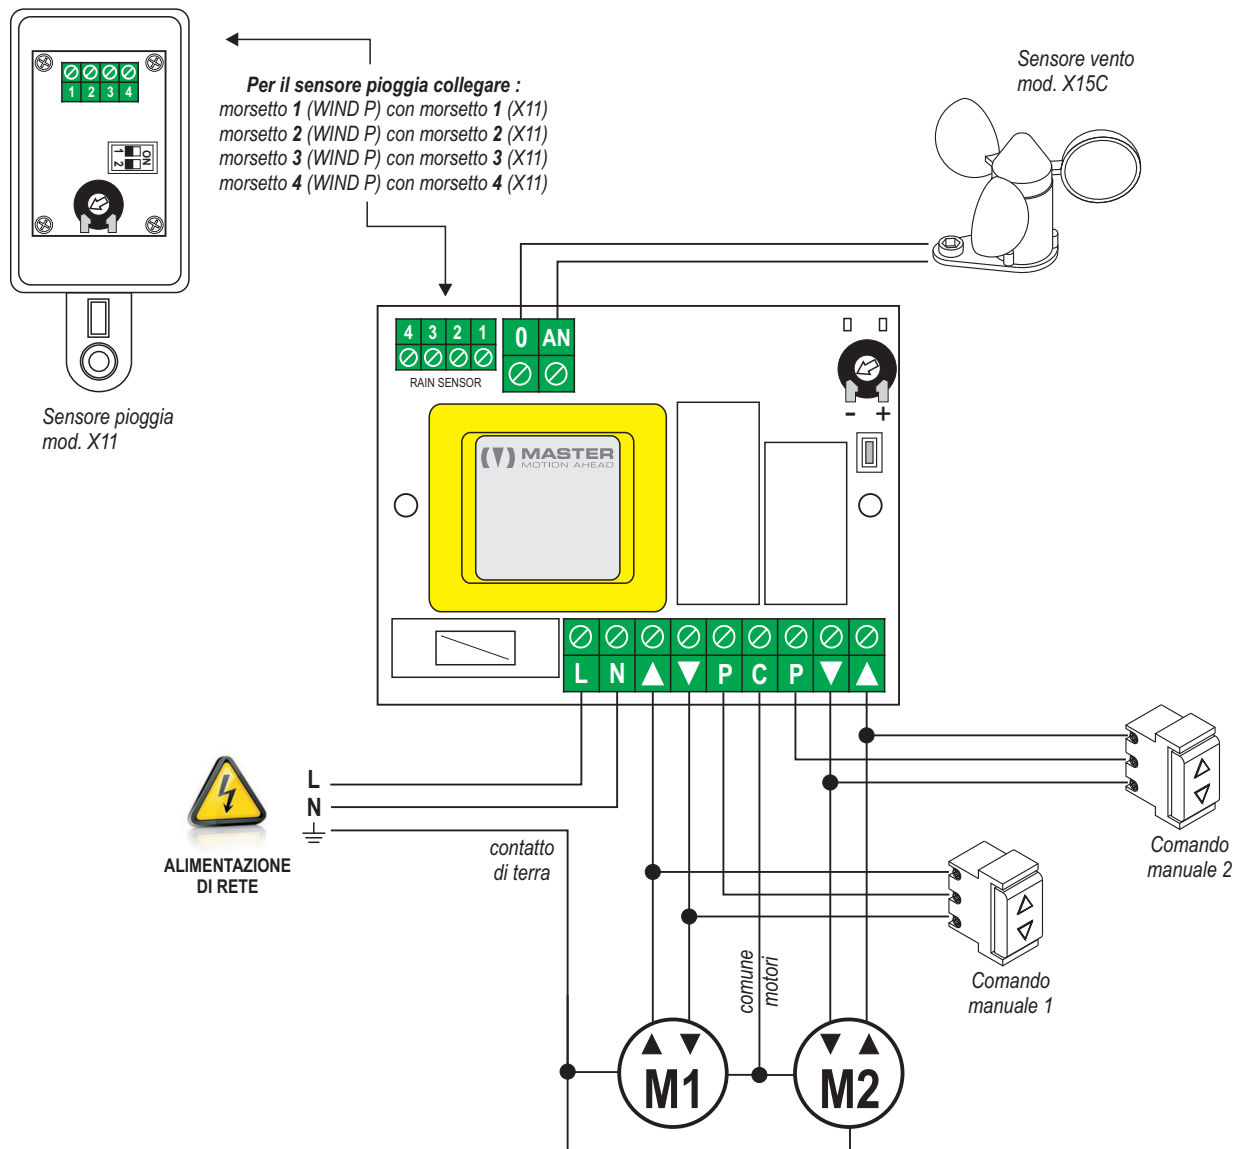 1 2 3 4
ON
1 2
Per il sensore pioggia collegare :
morsetto 1 (WIND P) con morsetto 1 (X11)
morsetto 2 (WIND P) con morsetto 2 (X11)
morsetto 3 (WIND P) con morsetto 3 (X11)
morsetto 4 (WIND P) con morsetto 4 (X11)
Sensore vento
mod. X15C
Sensore pioggia
mod. X11
4 3 2 1
RAIN SENSOR
0 AN
- +
MASTER
MOTION AHEAD
L N P C P
L
N
ALIMENTAZIONE
DI RETE
contatto
di terra
comune
motori
Comando
manuale 2
Comando
manuale 1
M1
M2